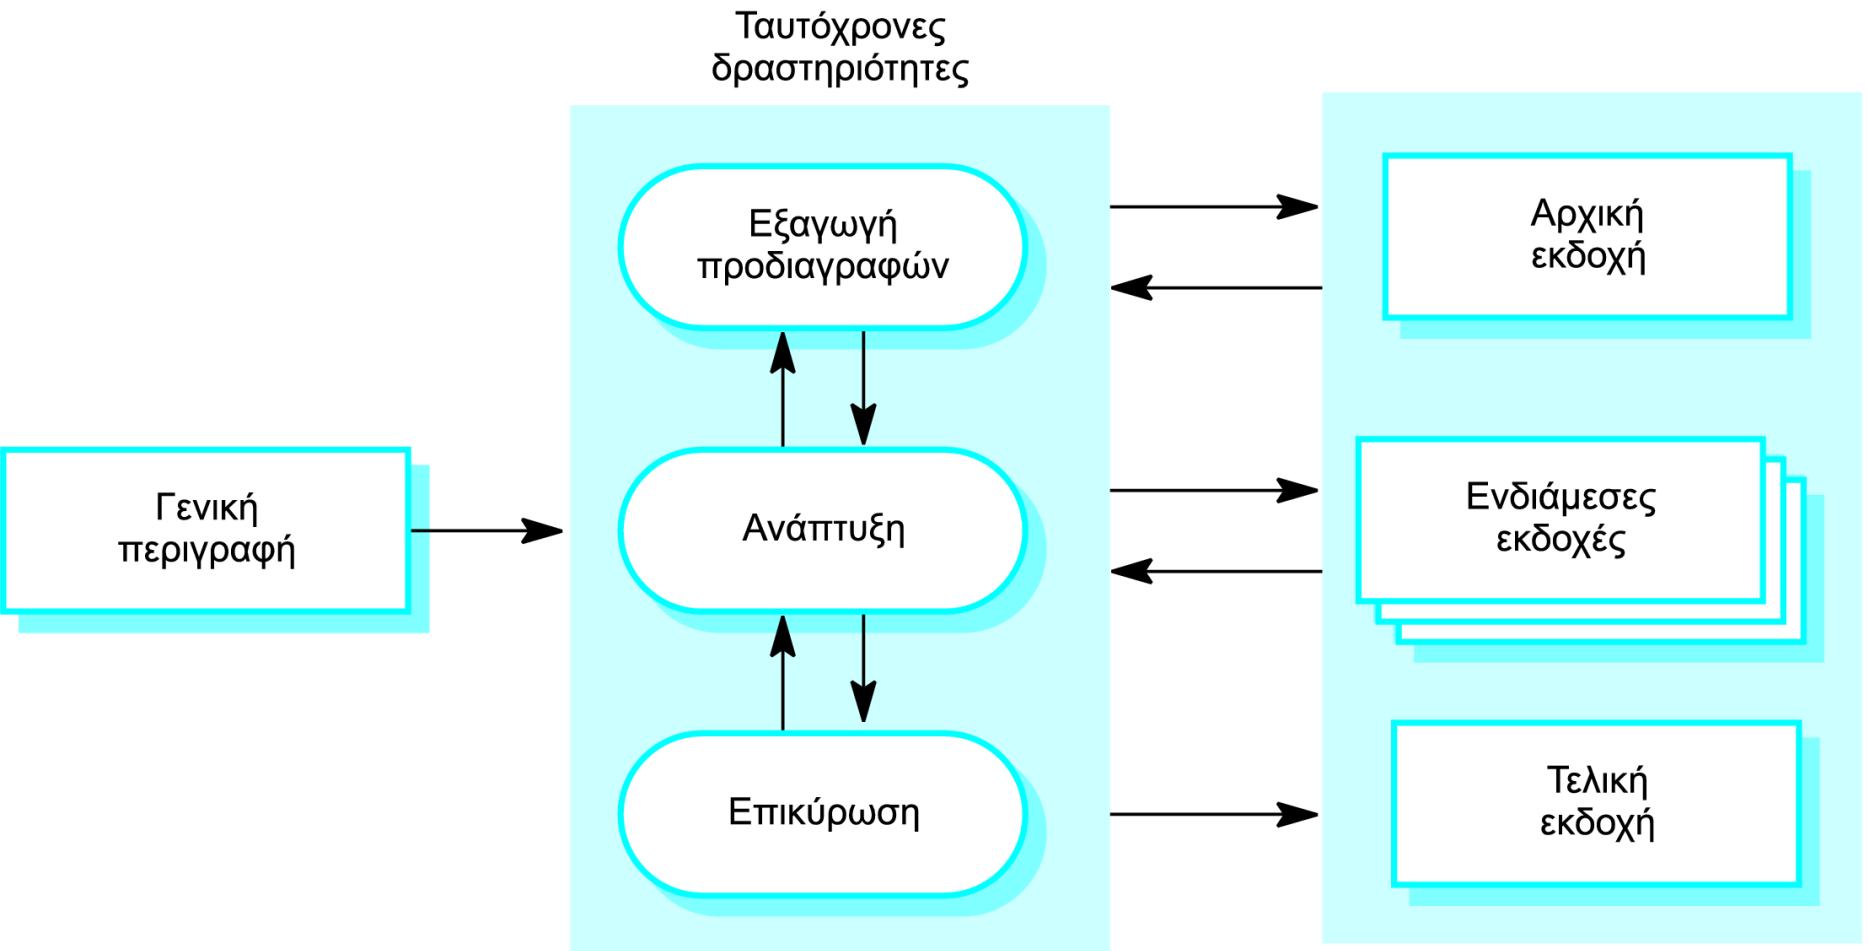 Ταυτόχρονες
δραστηριότητες
Γενική
περιγραφή
Εξαγωγή
προδιαγραφών
Ανάπτυξη
Επικύρωση
Αρχική
εκδοχή
Ενδιάμεσες
εκδοχές
Τελική
εκδοχή